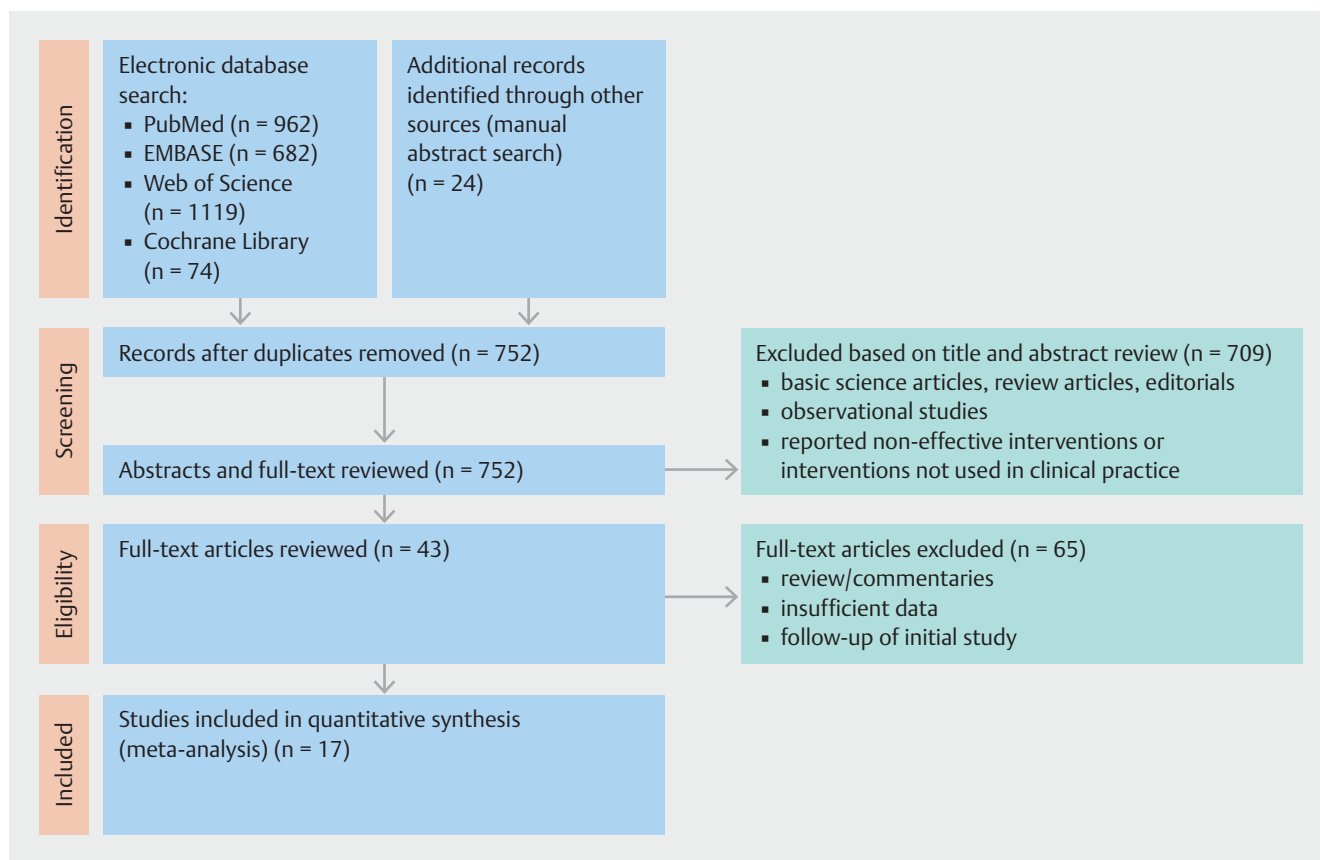 Identification
Electronic database
search:
▪ PubMed (n = 962)
▪ EMBASE (n = 682)
▪ Web of Science
(n = 1119)
▪ Cochrane Library
(n = 74)
Additional records
identified through other
sources (manual
abstract search)
(n = 24)
Screening
Records after duplicates removed (n = 752)
Abstracts and full-text reviewed (n = 752)
Excluded based on title and abstract review (n = 709)
▪ basic science articles, review articles, editorials
▪ observational studies
▪ reported non-effective interventions or
interventions not used in clinical practice
Eligibility
Full-text articles reviewed (n = 43)
Full-text articles excluded (n = 65)
▪ review/commentaries
▪ insufficient data
▪ follow-up of initial study
Included
Studies included in quantitative synthesis
(meta-analysis) (n = 17)